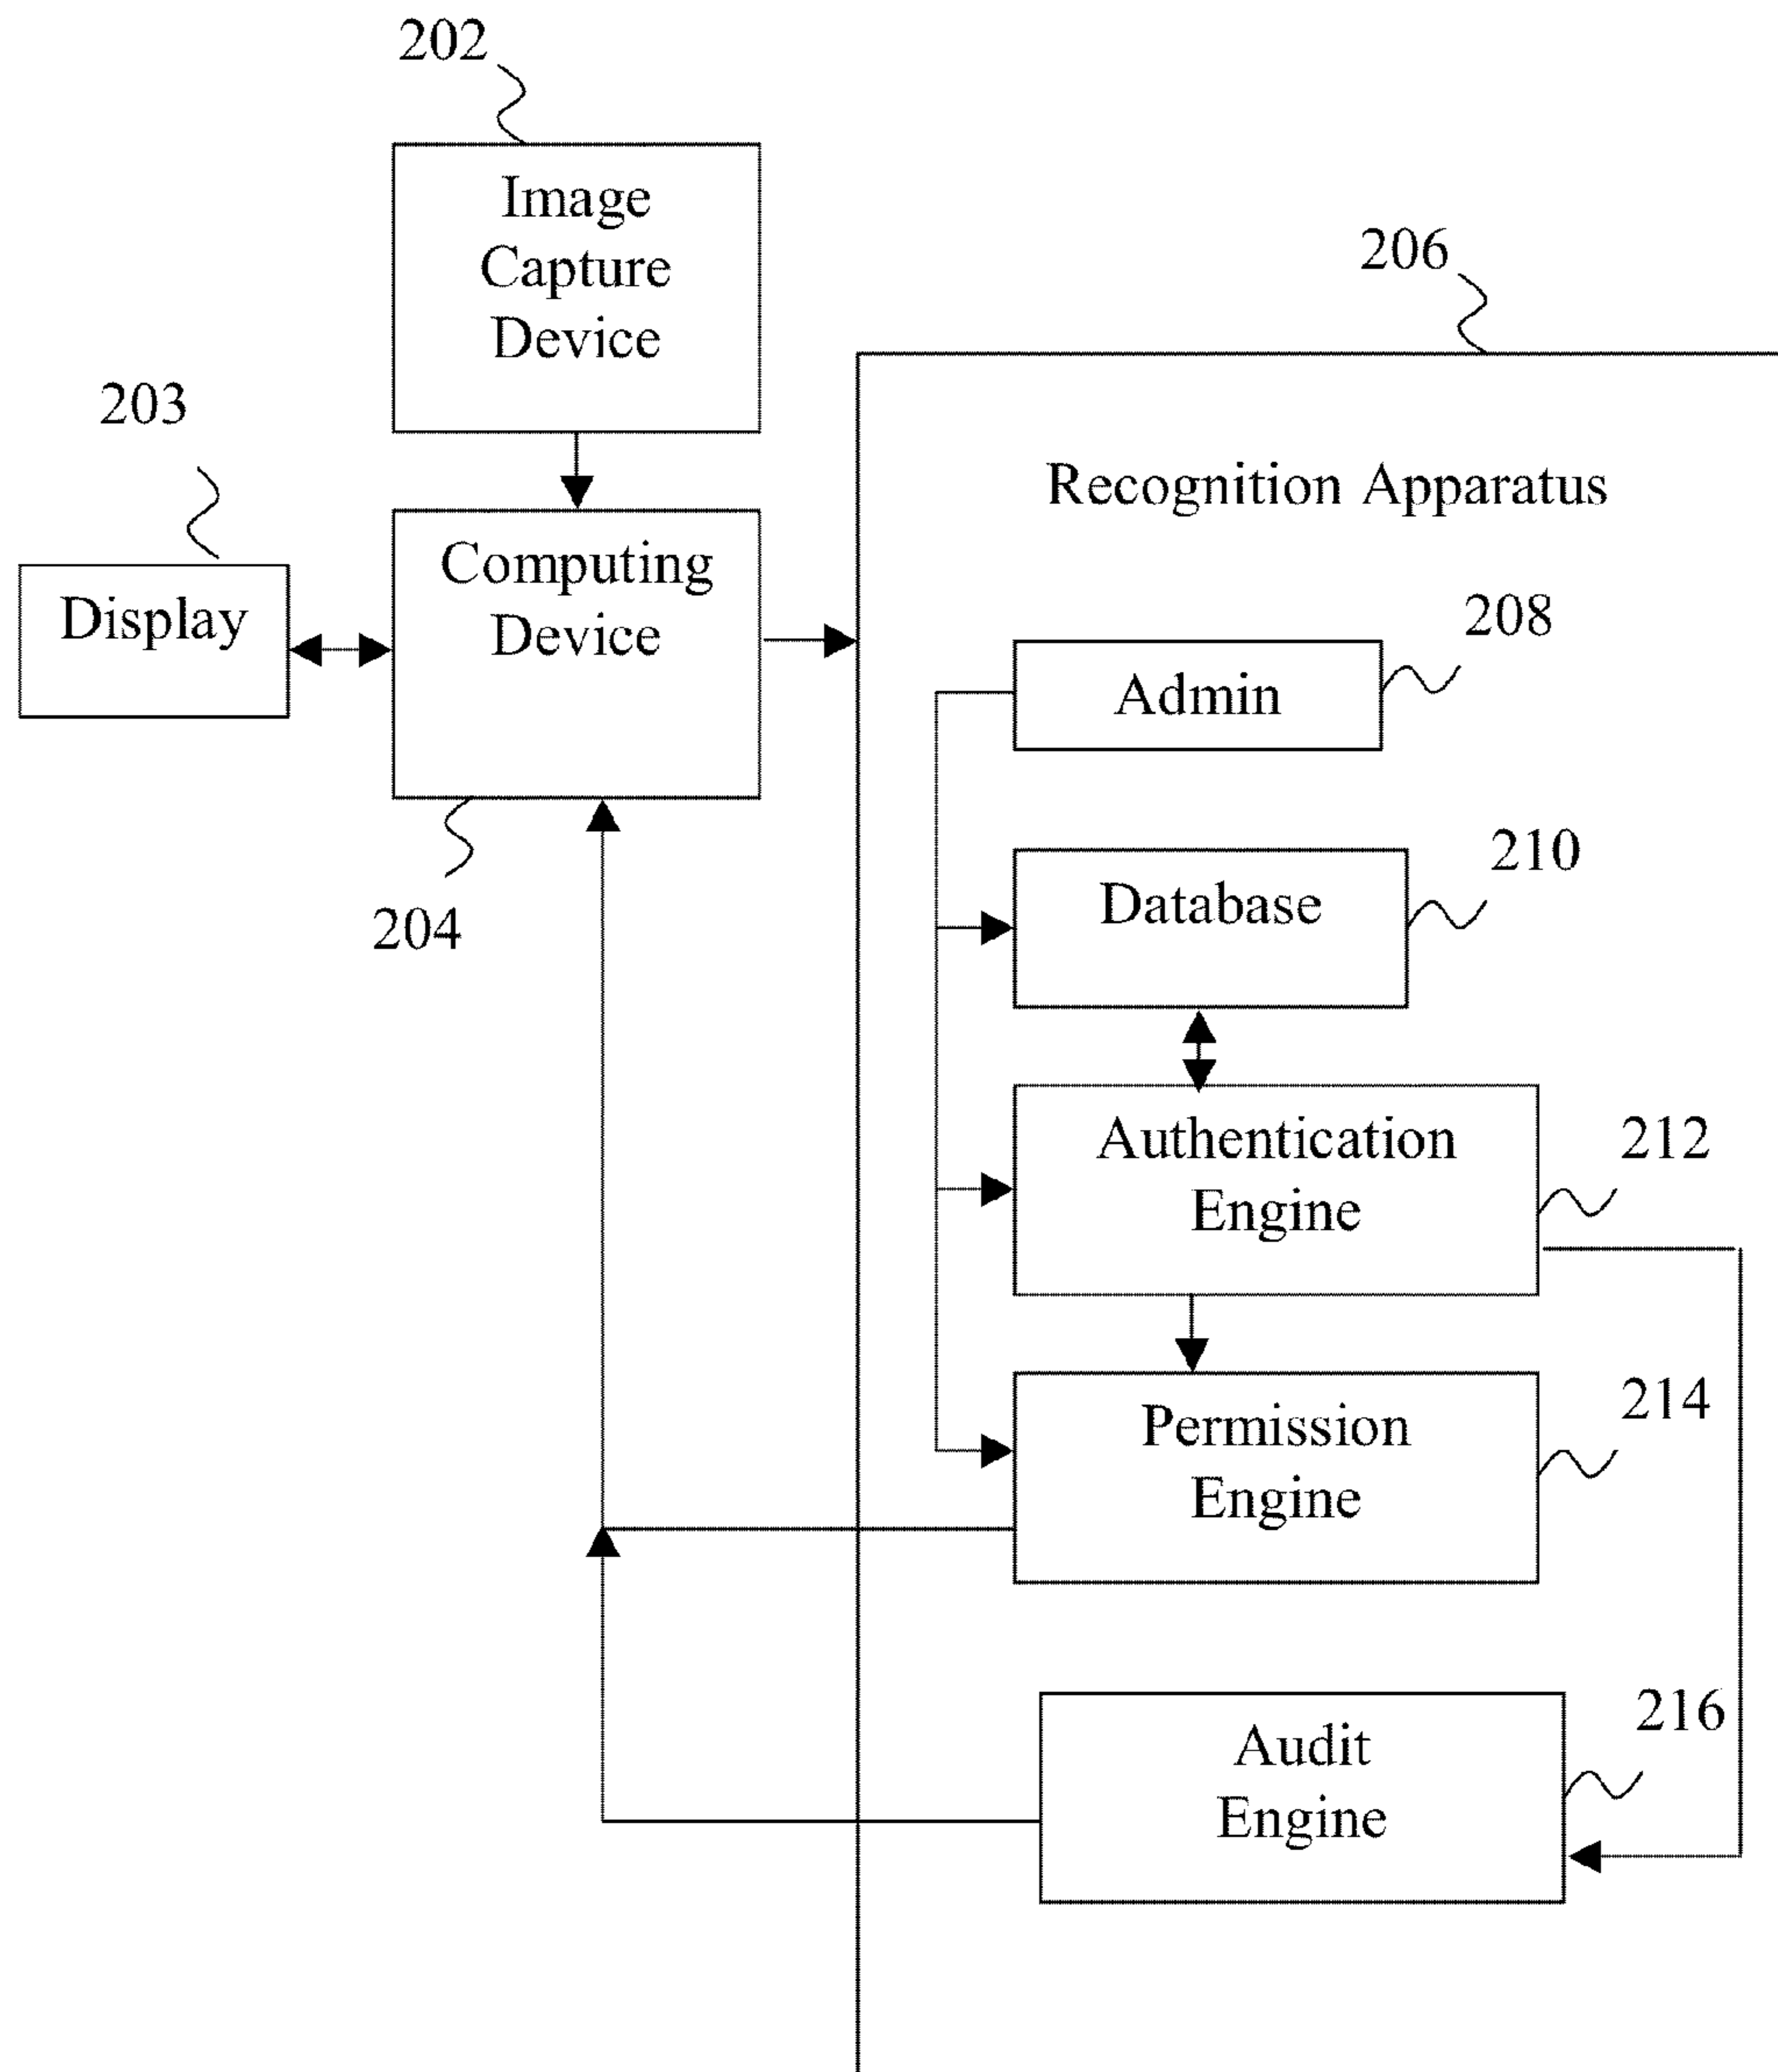 202
Image
Capture
Device
206
203
Recognition Apparatus
Computing
Device
Display
208
Admin
210
Database
204
Authentication
Engine
212
Permission
Engine
214
Audit
Engine
216